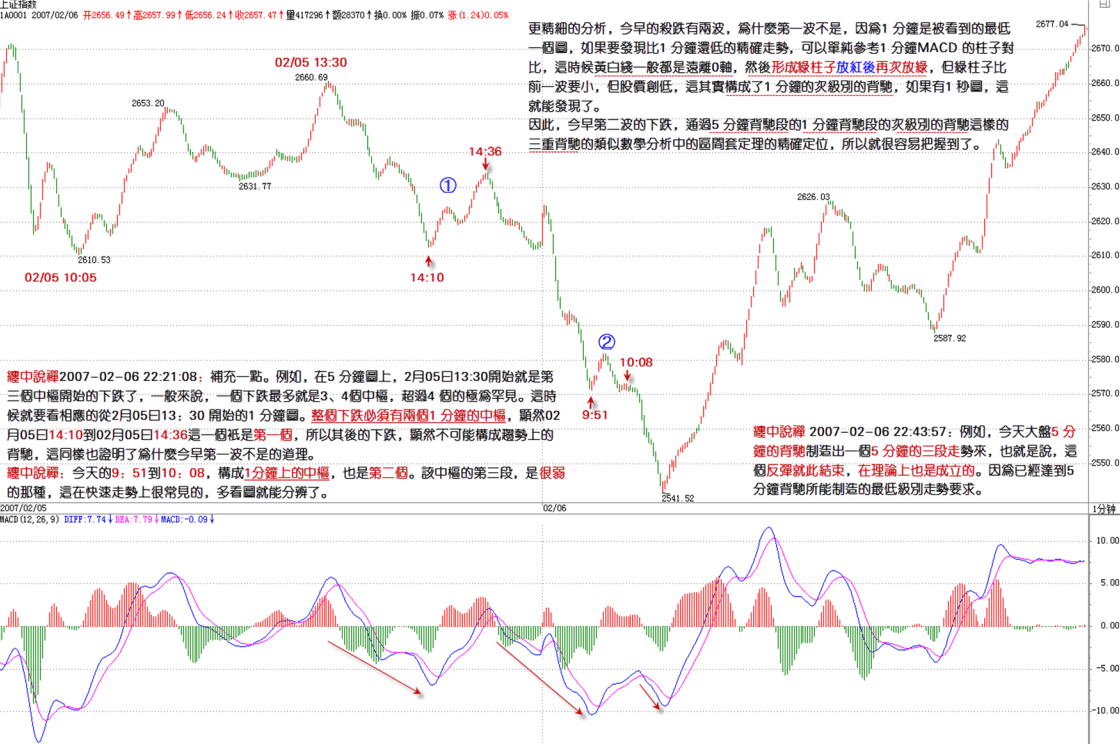 上证指数
1A0001 2007/02/06 开2656.49↑高2657.99↑低2656.24↑收2657.47↑量417296↑额28370↑换0.00% 振0.07% 涨(1.24)0.05%
更精細的分析，今早的殺跌有兩波，爲什麼第一波不是，因爲1分鐘是被看到的最低
一個圖，如果要發現比1分鐘還低的精確走勢，可以單純參考1分鐘MACD 的柱子對
比，這時候黃白綫一般都是遠離0軸，然後形成綠柱子放紅後再次放綠，但綠柱子比
前一波要小，但股質創低，這其實構成了1分鐘的次級別的背馳，如果有1秒圖，這
就能發現了。
因此，今早第二波的下跌，通過5分鐘背馳段的1分鐘背馳段的次級別的背馳這樣的
三重背馳的類似數學分析中的區間套定理的精確定位，所以就很容易把握到了。
2677.04
2670.0
02/05 13:30
2660.69
2660.0
2653.20
2650.0
2640.0
14:36
2631.77
①
2630.0
2626.03
2620.0
2610.53
2610.0
02/05 10:05
14:10
2600.0
2590.0
2587.92
②
2580.0
10:08
9:51
2570.0
2560.0
2550.0
2541.52
纏中說禪2007-02-06 22:21:08：補充一點。例如，在5分鐘圖上，2月05日13:30開始就是第
三個中樞開始的下跌了，一般來說，一個下跌最多就是3、4個中樞，超過4 個的極爲罕見。這時
候就要看相應的從2月05日13：30 開始的1分鐘圖。整個下跌必須有兩個1分鐘的中樞，顯然02
月05日14:10到02月05日14:36這一個衹是第一個，所以其後的下跌，顯然不可能構成趨勢上的
背馳，這同樣也證明了爲什麼今早第一波不是的道理。
纏中說禪：今天的9：51到10：08，構成1分鐘上的中樞，也是第二個。該中樞的第三段，是很弱
的那種，這在快速走勢上很常見的，多看圖就能分辨了。
纏中說禪 2007-02-06 22:43:57：例如，今天大盤5 分
鐘的背馳制造出一個5 分鐘的三段走勢來，也就是說，這
個反彈就此結束，在理論上也是成立的。因爲已經達到5
分鐘背馳所能制造的最低級別走勢要求。
2007/02/05
02/06
1分钟
MACD(12,26,9) DIFF:7.74↓ DEA:7.79↓ MACD:-0.09↓
10.00
5.00
0.00
-5.00
-10.00